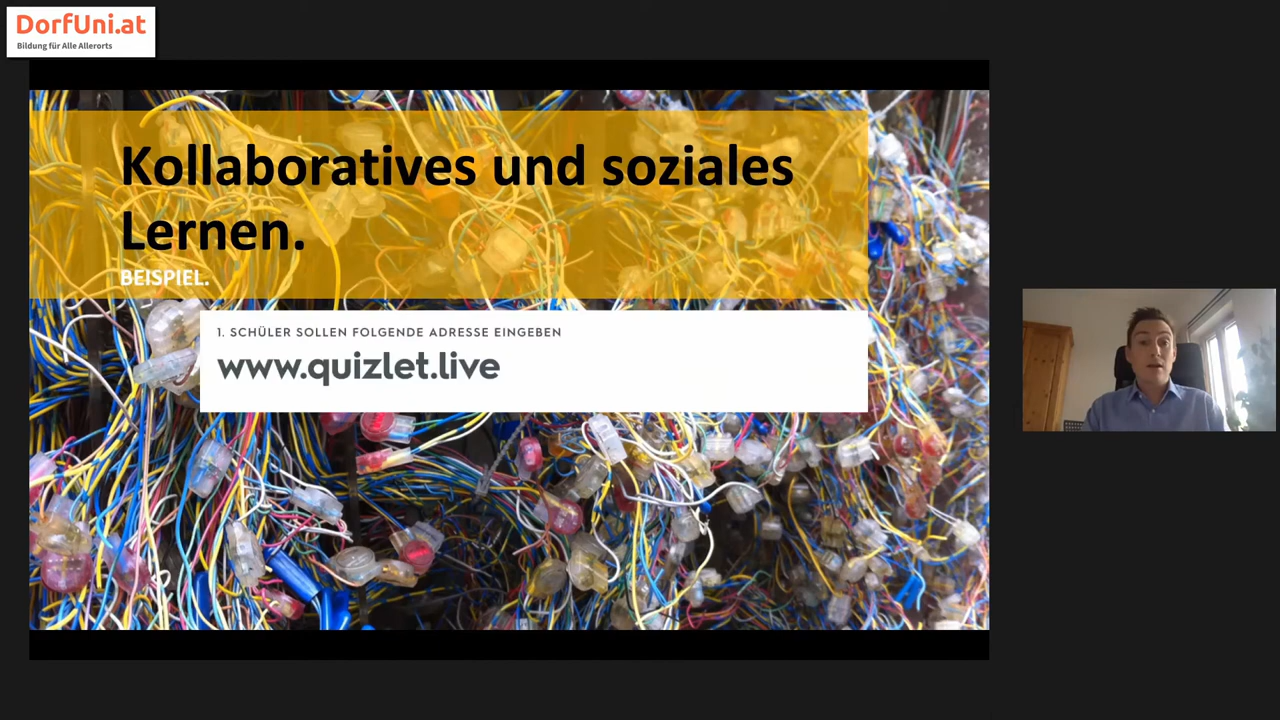 DorfUni.at
Bildung für Alle Allerorts
Kollaboratives und soziales
Lernen.
BEISPIEL.
1. SCHÜLER SOLLEN FOLGENDE ADRESSE EINGEBEN
www.quizlet.live